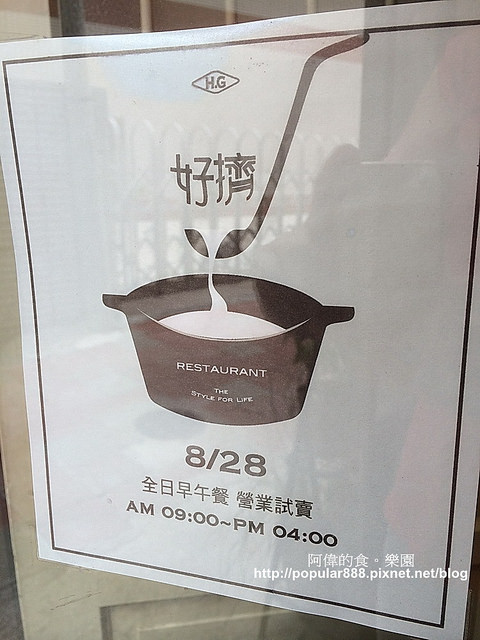 H.G
好擠
RESTAURANT
THE
STYLE FOR LIFE
8/28
全日早午餐 營業試賣
AM 09:00~PM 04:00
阿偉的食。樂園
http://popular888.pixnet.net/blog